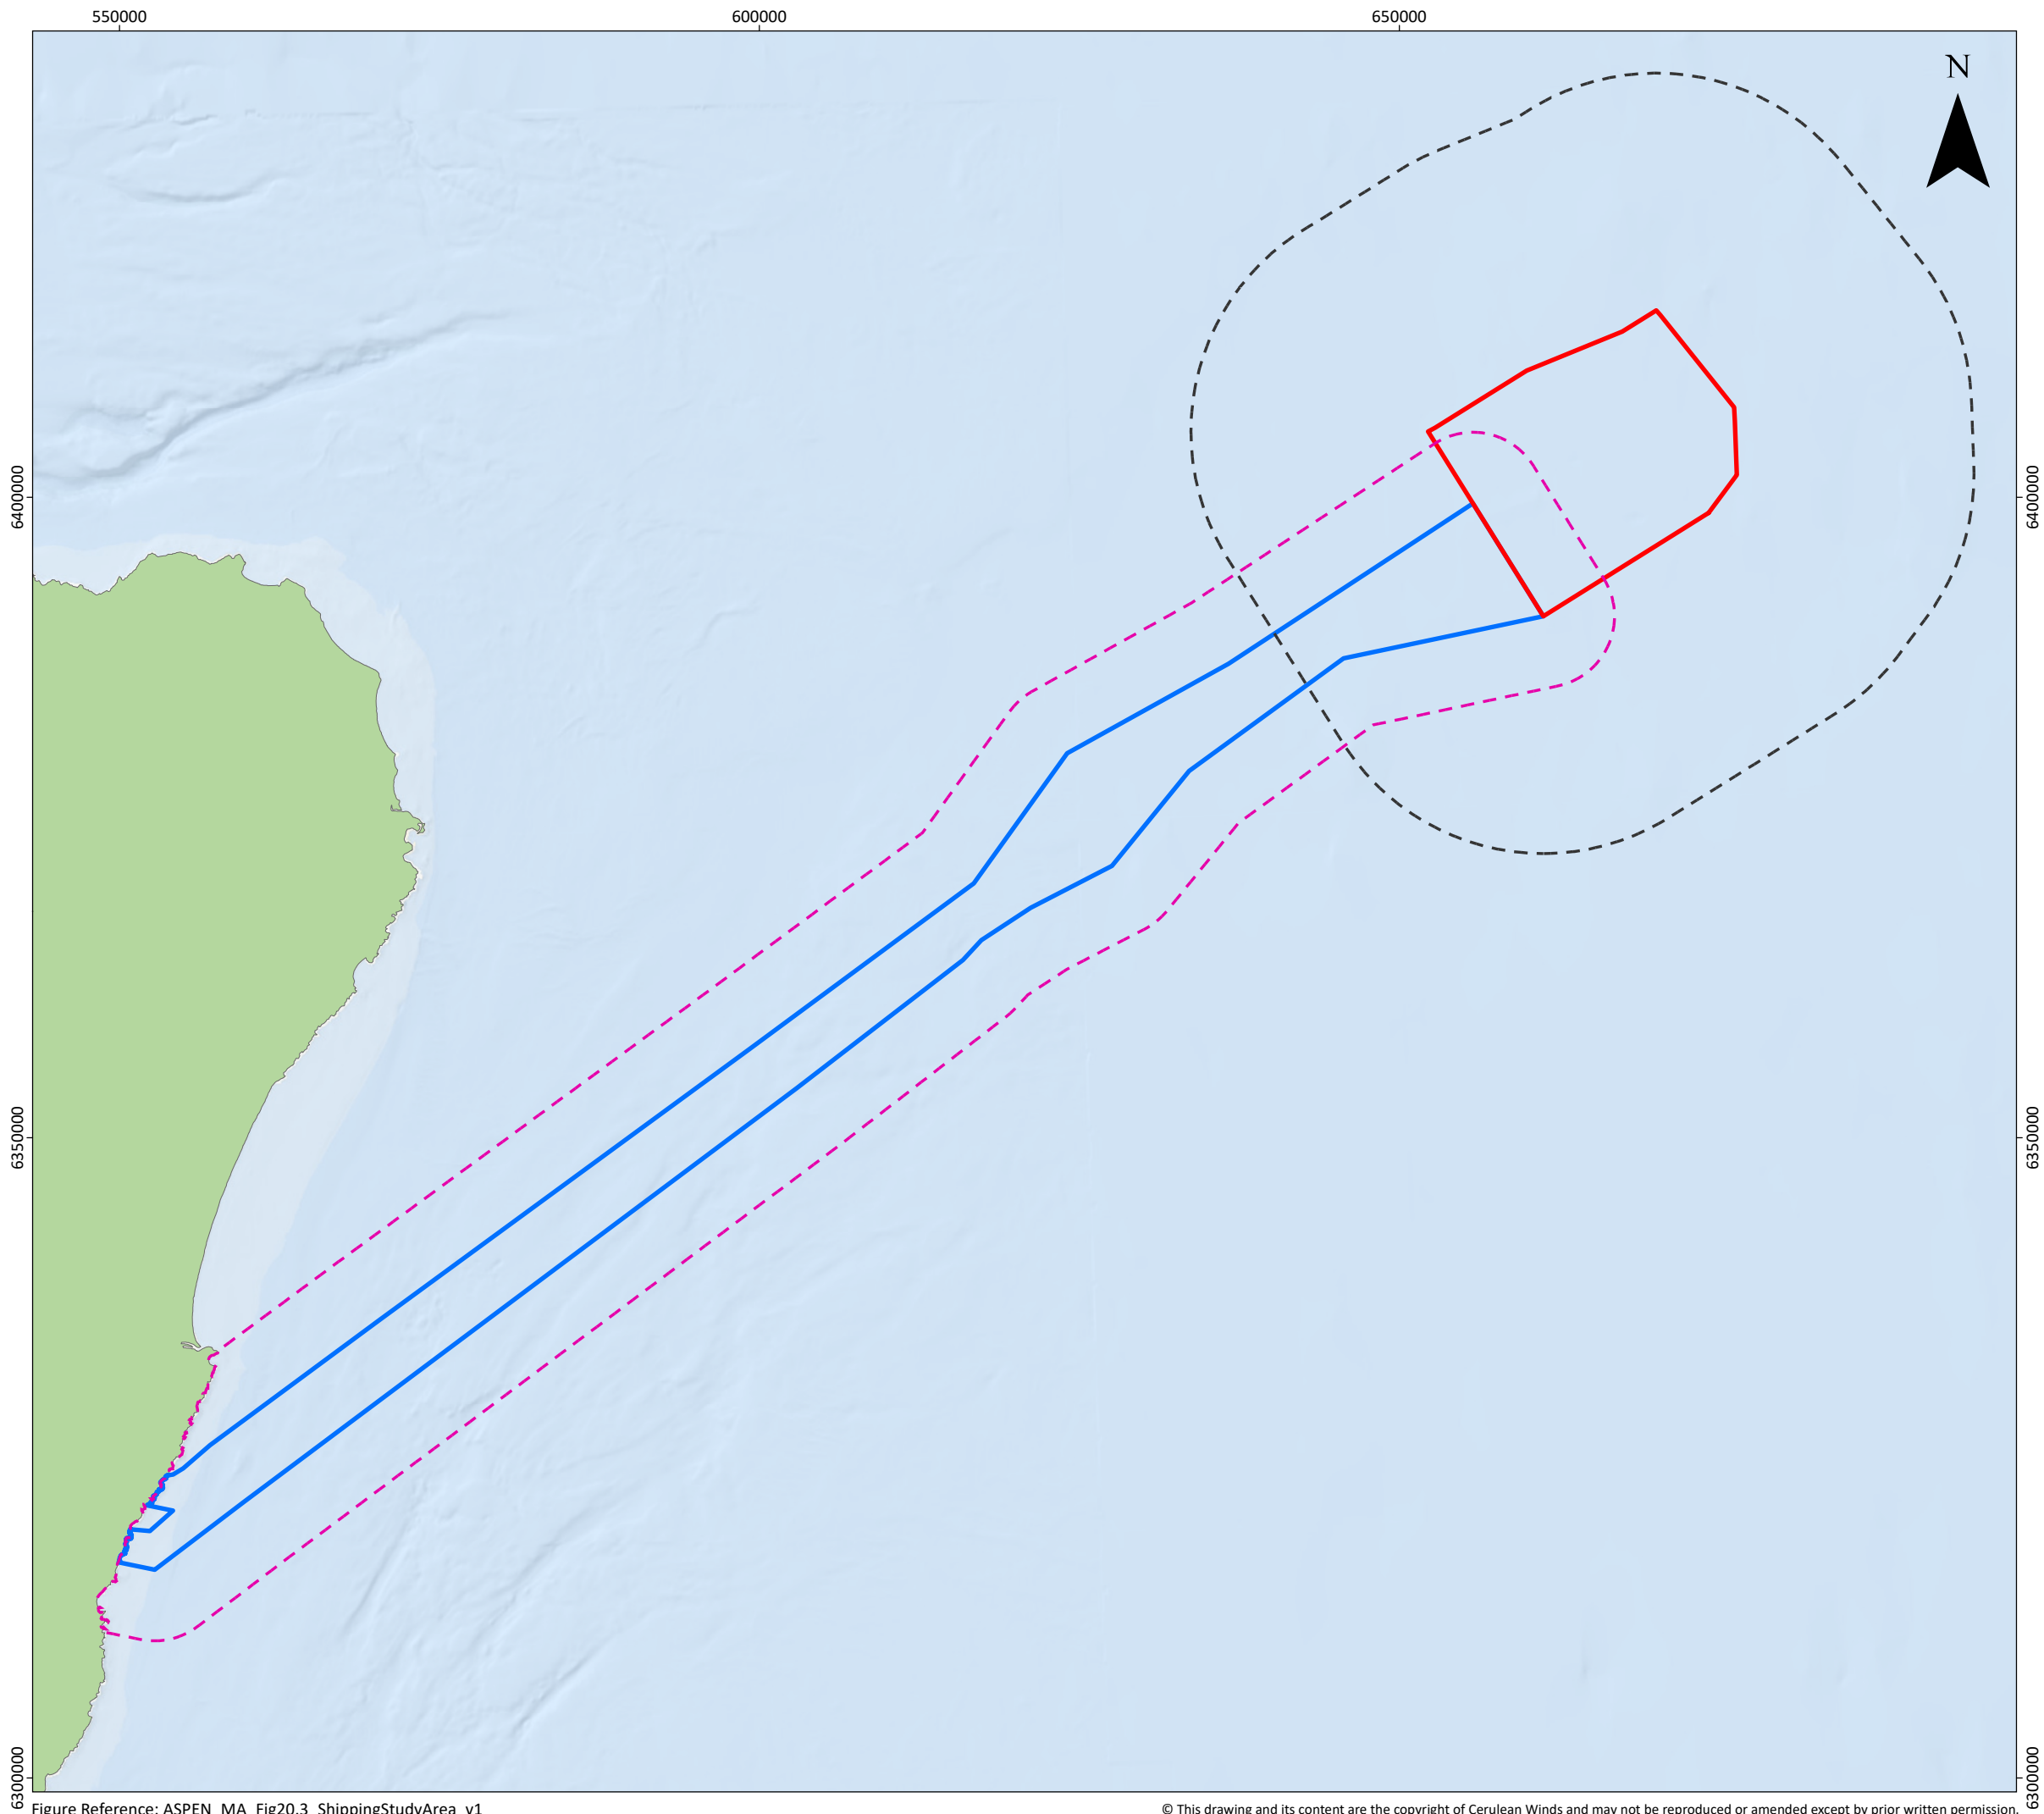 550000 600000 650000
N
6400000 6400000
6350000 6350000
6300000 6300000
Figure Reference: ASPEN_MA_Fig20.3_ShippingStudyArea_v1
© This drawing and its content are the copyright of Cerulean Winds and may not be reproduced or amended except by prior written permission.